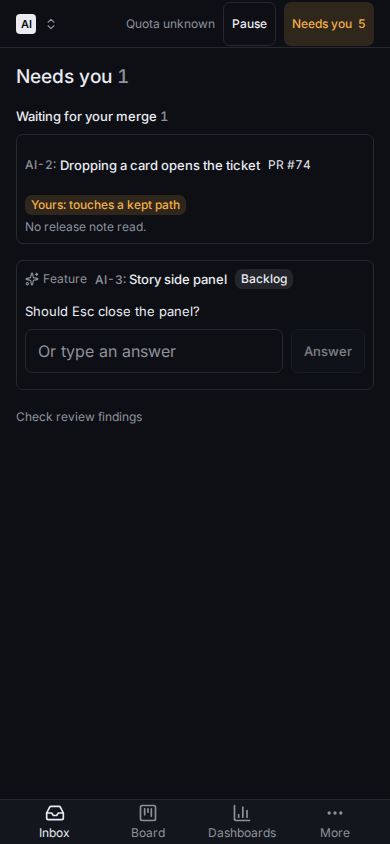 AI Quota unknown Pause Needs you 5
Needs you 1
Waiting for your merge 1
AI-2: Dropping a card opens the ticket PR #74
Yours: touches a kept path
No release note read.
Feature AI-3: Story side panel Backlog
Should Esc close the panel?
Or type an answer Answer
Check review findings
Inbox Board Dashboards More